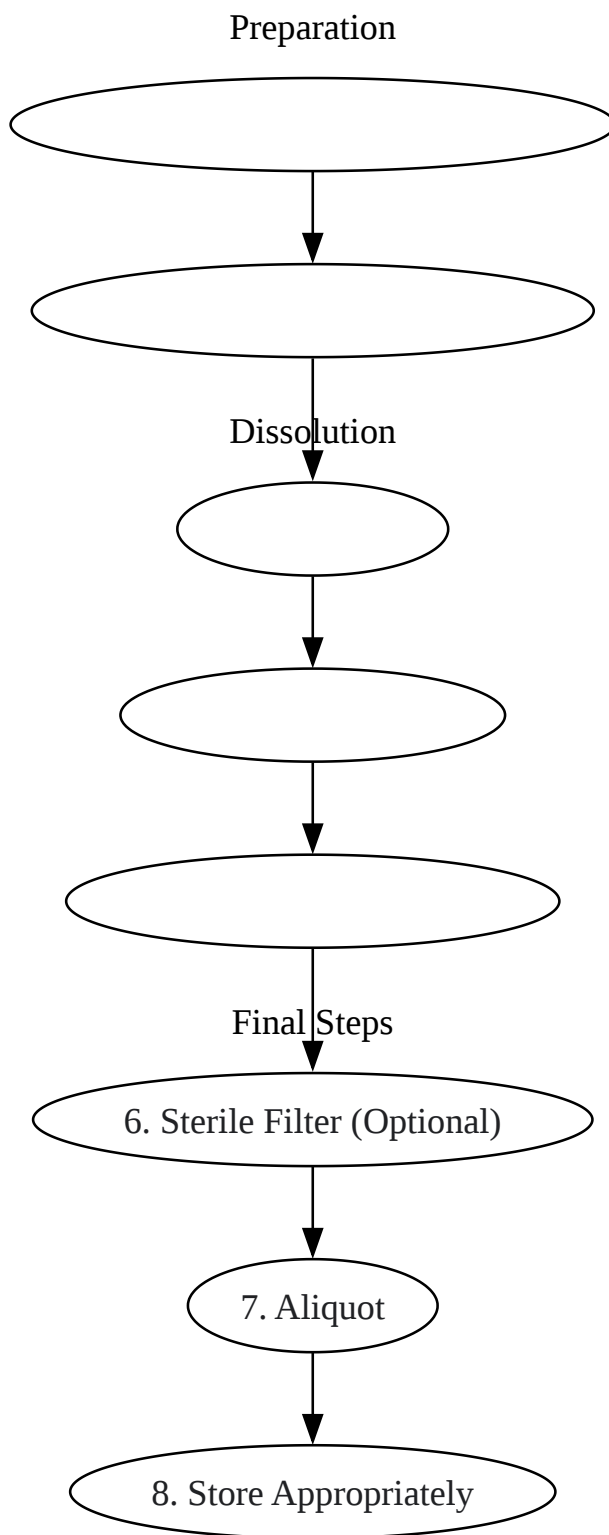 Preparation
Dissolution
Final Steps
6. Sterile Filter (Optional)
7. Aliquot
8. Store Appropriately